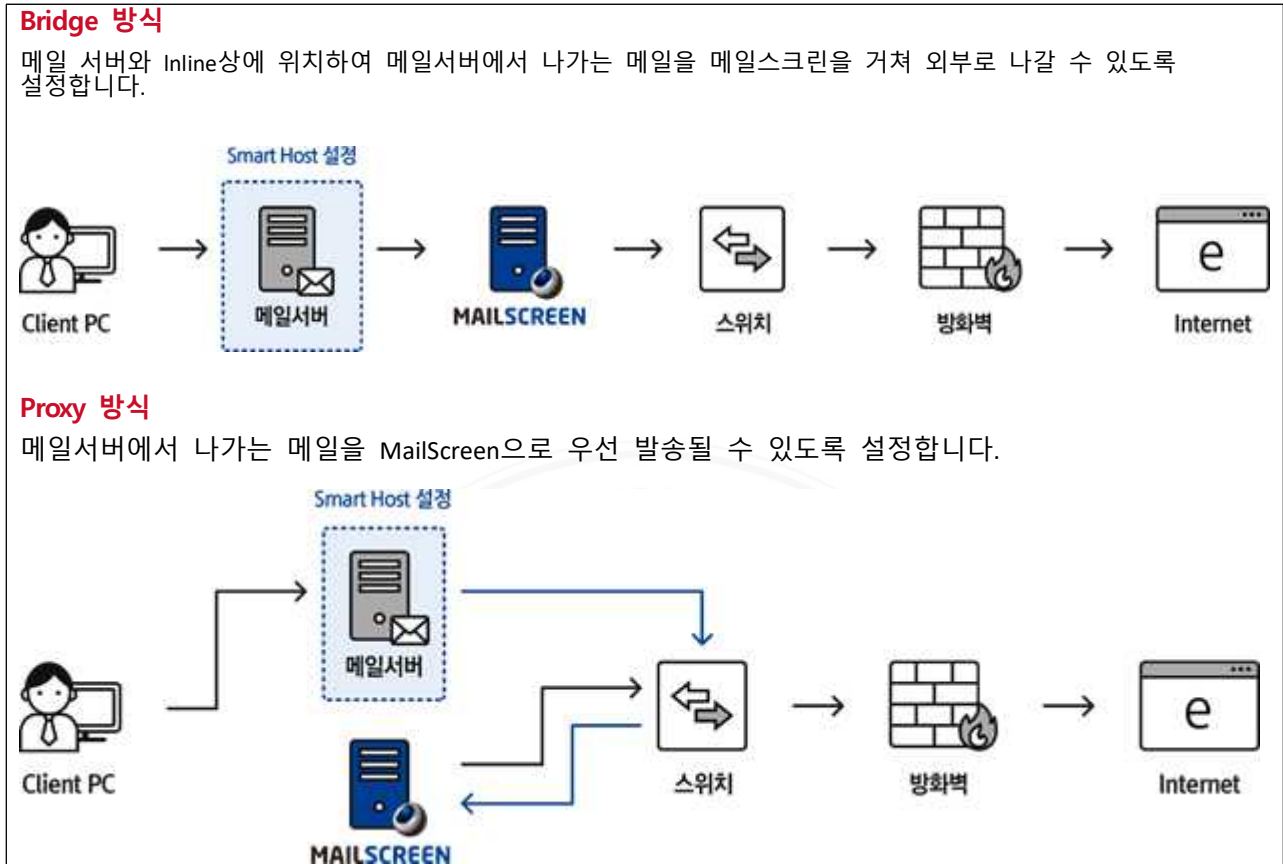 Bridge 방식
메일 서버와 Inline상에 위치하여 메일서버에서 나가는 메일을 메일스크린을 거쳐 외부로 나갈 수 있도록
설정합니다.
Smart Host 설정
메일서버
Client PC
MAILSCREEN
스위치
방화벽
e
Internet
Proxy 방식
메일서버에서 나가는 메일을 MailScreen으로 우선 발송될 수 있도록 설정합니다.
Smart Host 설정
메일서버
Client PC
MAILSCREEN
스위치
방화벽
e
Internet